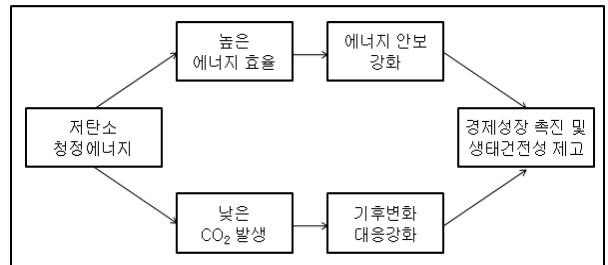 높은
에너지 효율
에너지 안보
강화
저탄소
청정에너지
경제성장 촉진 및
생태건전성 제고
낮은
CO₂ 발생
기후변화
대응강화